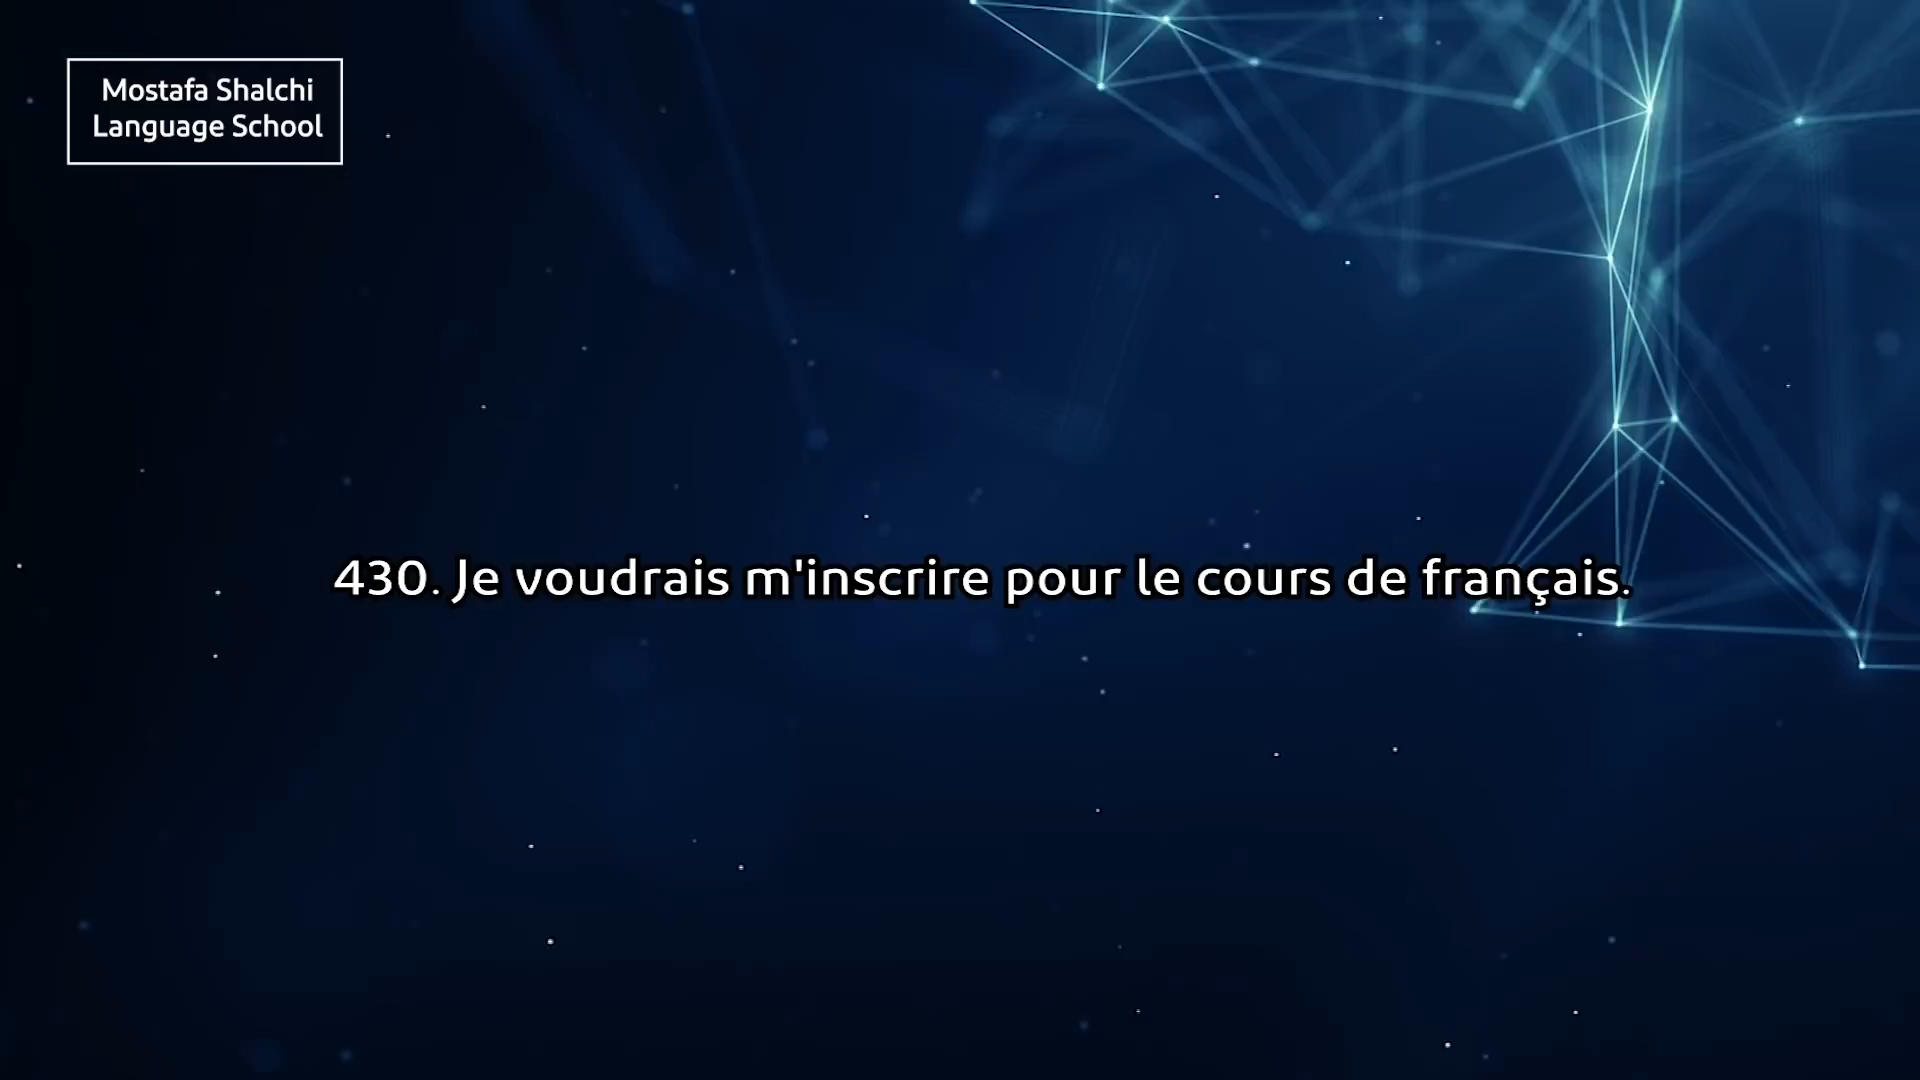 Mostafa Shalchi
Language School
430. Je voudrais m'inscrire pour le cours de français.